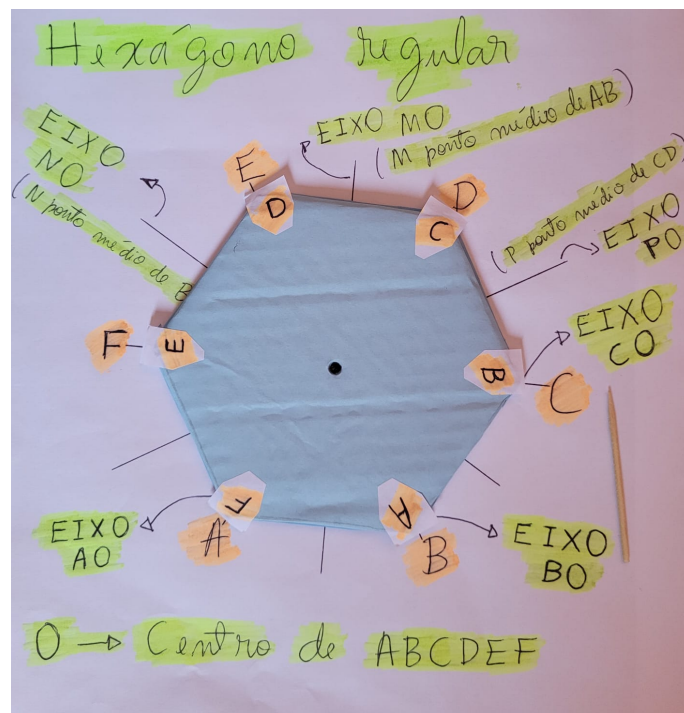 Hexágono regular
EIXO MO
(M ponto médio de AB)
EIXO
NO
(N ponto médio de B
(P ponto médio de CD)
EIXO
PO
E
D
D
C
EIXO
CO
F
E
B
C
F
A
A
B
EIXO
AO
EIXO
BO
O → Centro de ABCDEF